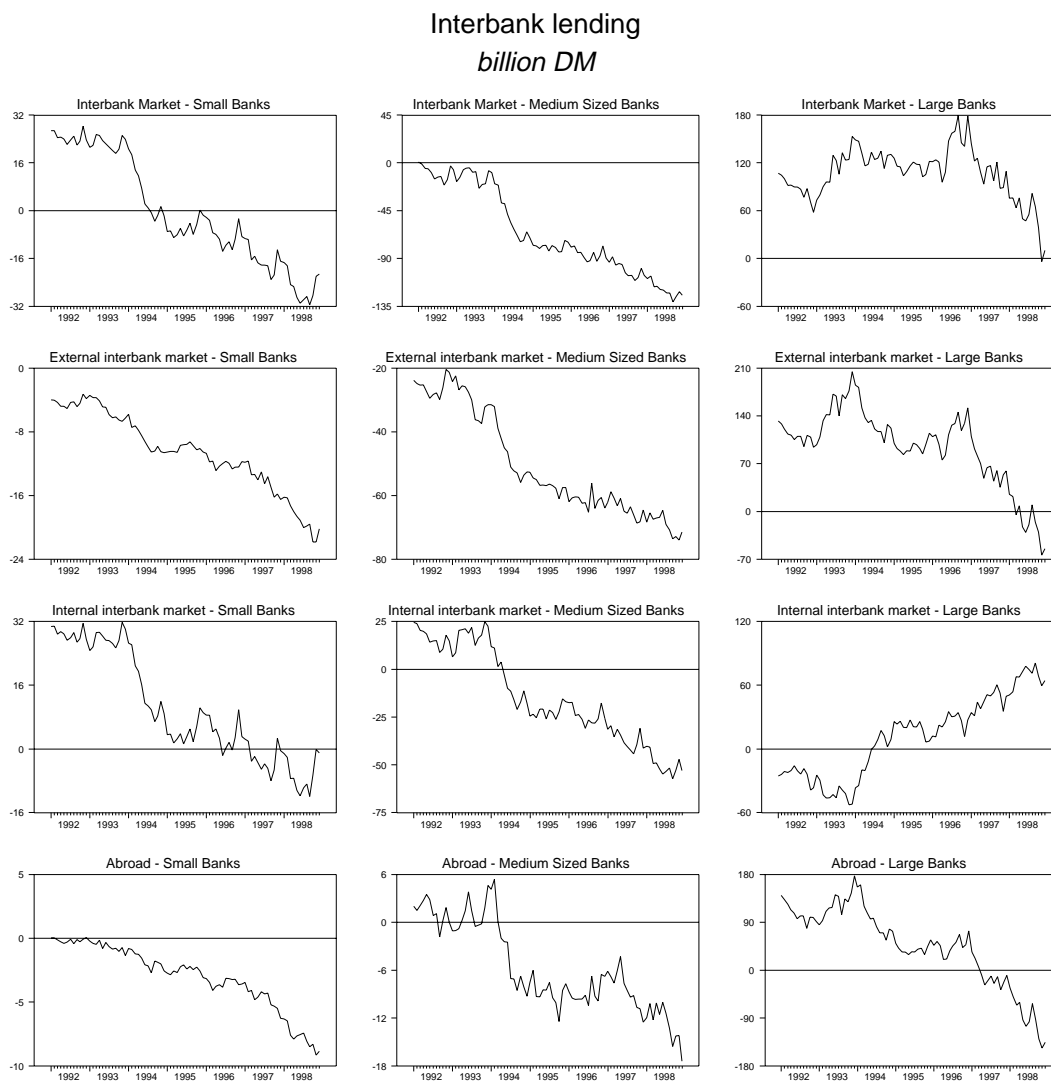 Interbank lending
billion DM
Interbank Market - Small Banks
32
16
0
-16
-32
1992 1993 1994 1995 1996 1997 1998
Interbank Market - Medium Sized Banks
45
0
-45
-90
-135
1992 1993 1994 1995 1996 1997 1998
Interbank Market - Large Banks
180
120
60
0
-60
1992 1993 1994 1995 1996 1997 1998
External interbank market - Small Banks
0
-8
-16
-24
1992 1993 1994 1995 1996 1997 1998
External interbank market - Medium Sized Banks
-20
-40
-60
-80
1992 1993 1994 1995 1996 1997 1998
External interbank market - Large Banks
210
140
70
0
-70
1992 1993 1994 1995 1996 1997 1998
Internal interbank market - Small Banks
32
16
0
-16
1992 1993 1994 1995 1996 1997 1998
Internal interbank market - Medium Sized Banks
25
0
-25
-50
-75
1992 1993 1994 1995 1996 1997 1998
Internal interbank market - Large Banks
120
60
0
-60
1992 1993 1994 1995 1996 1997 1998
Abroad - Small Banks
5
0
-5
-10
1992 1993 1994 1995 1996 1997 1998
Abroad - Medium Sized Banks
6
0
-6
-12
-18
1992 1993 1994 1995 1996 1997 1998
Abroad - Large Banks
180
90
0
-90
-180
1992 1993 1994 1995 1996 1997 1998